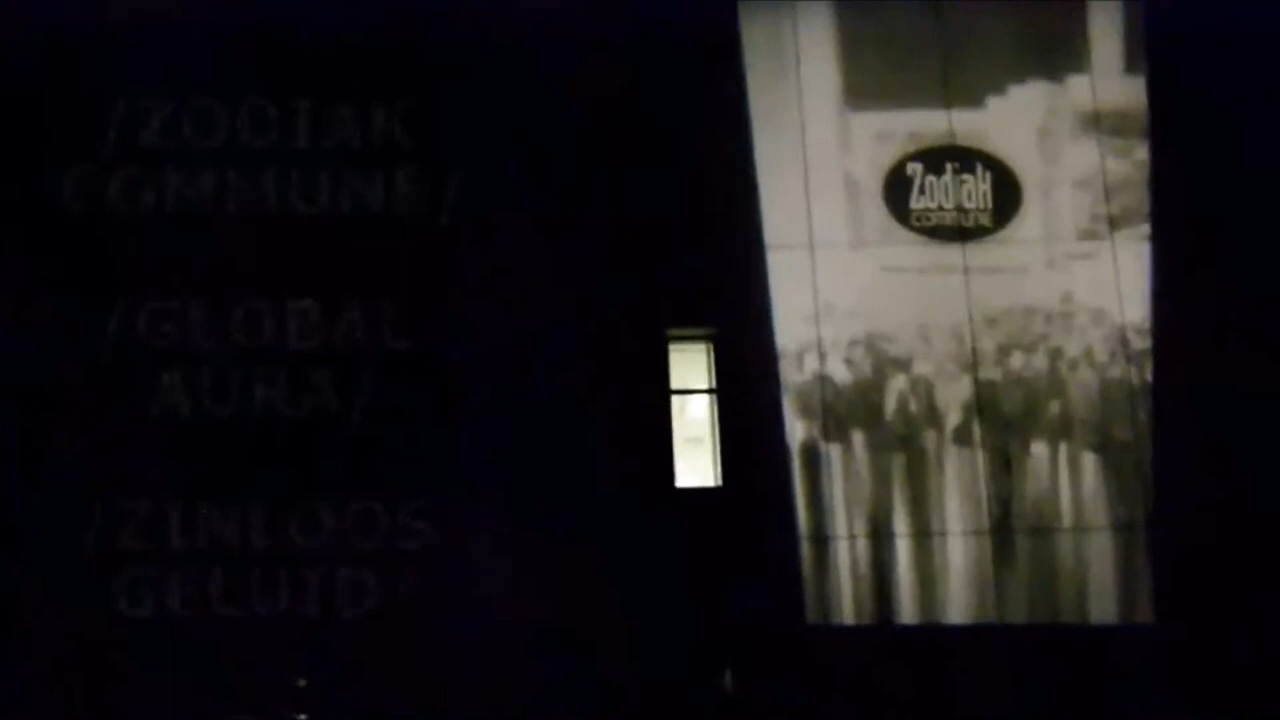 /ZODIAK
COMMUNE/
/GLOBAL
AURA/
/ZINLOOS
GELUID/
Zodiak
COMMUNE